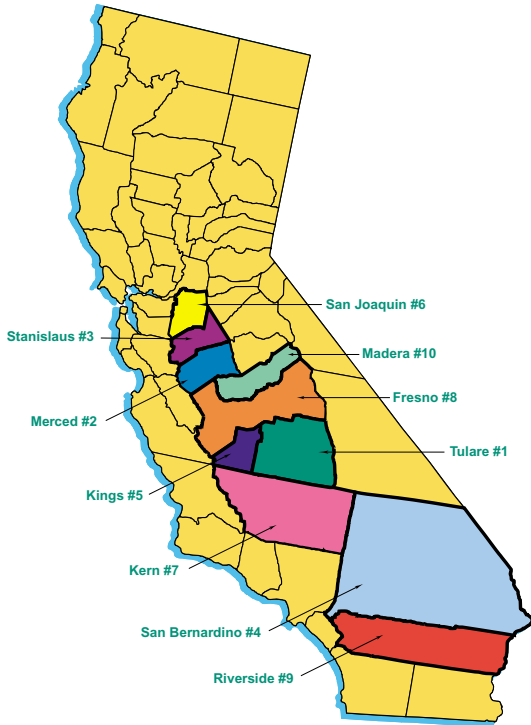 San Joaquin #6
Stanislaus #3
Madera #10
Fresno #8
Merced #2
Tulare #1
Kings #5
Kern #7
San Bernardino #4
Riverside #9